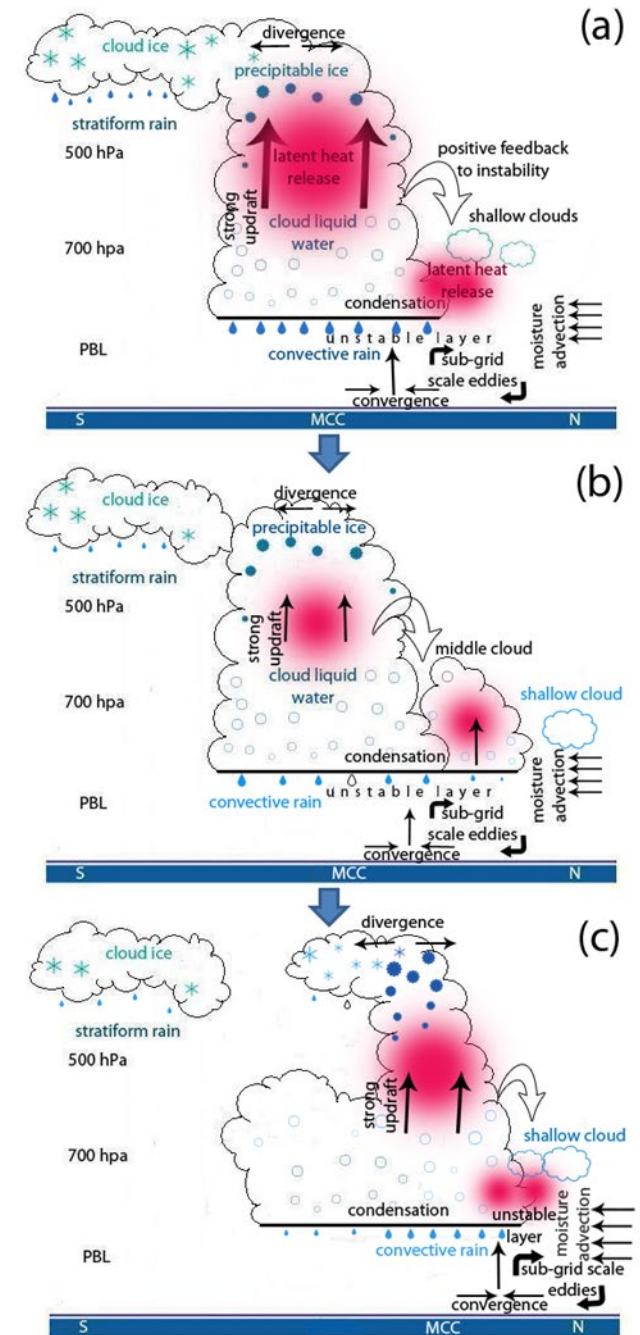 (a)
divergence
cloud ice
precipitable ice
stratiform rain
500 hPa
latent heat
release
positive feedback
to instability
strong
updraft
cloud liquid
water
shallow clouds
700 hpa
latent heat
release
condensation
moisture
advection
unstable layer
convective rain
PBL
sub-grid
scale eddies
convergence
S MCC N
(b)
divergence
cloud ice
precipitable ice
stratiform rain
500 hPa
strong
updraft
middle cloud
cloud liquid
water
shallow cloud
700 hpa
condensation
moisture
advection
unstable layer
convective rain
PBL
sub-grid
scale eddies
convergence
S MCC N
(c)
divergence
cloud ice
stratiform rain
500 hPa
strong
updraft
shallow cloud
700 hpa
condensation
unstable
layer
moisture
advection
convective rain
PBL
sub-grid scale
eddies
convergence
S MCC N